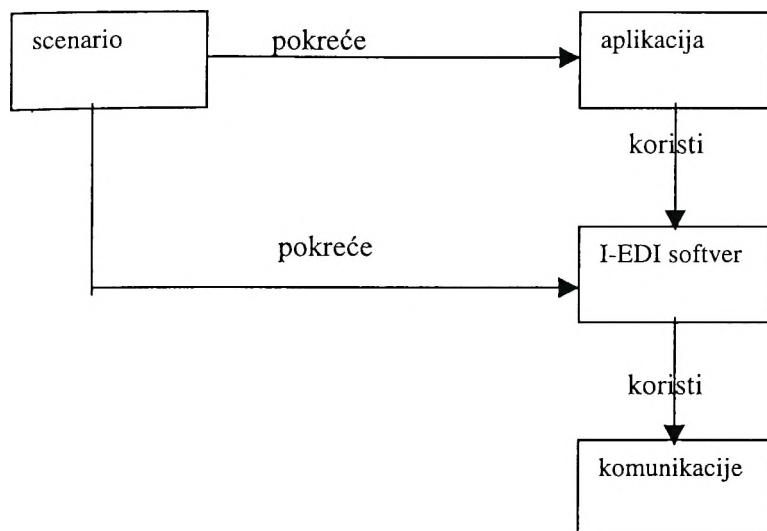 scenario
pokreće
aplikacija
koristi
pokreće
I-EDI softver
koristi
komunikacije